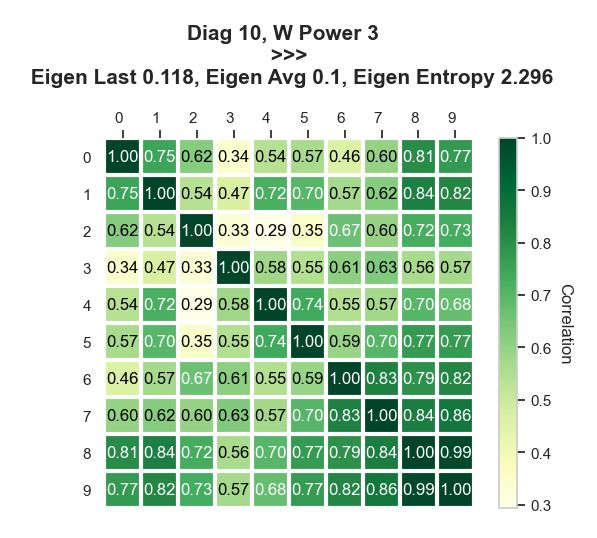 Diag 10, W Power 3
>>>
Eigen Last 0.118, Eigen Avg 0.1, Eigen Entropy 2.296
0 1 2 3 4 5 6 7 8 9
0 1.00 0.75 0.62 0.34 0.54 0.57 0.46 0.60 0.81 0.77
1 0.75 1.00 0.54 0.47 0.72 0.70 0.57 0.62 0.84 0.82
2 0.62 0.54 1.00 0.33 0.29 0.35 0.67 0.60 0.72 0.73
3 0.34 0.47 0.33 1.00 0.58 0.55 0.61 0.63 0.56 0.57
4 0.54 0.72 0.29 0.58 1.00 0.74 0.55 0.57 0.70 0.68
5 0.57 0.70 0.35 0.55 0.74 1.00 0.59 0.70 0.77 0.77
6 0.46 0.57 0.67 0.61 0.55 0.59 1.00 0.83 0.79 0.82
7 0.60 0.62 0.60 0.63 0.57 0.70 0.83 1.00 0.84 0.86
8 0.81 0.84 0.72 0.56 0.70 0.77 0.79 0.84 1.00 0.99
9 0.77 0.82 0.73 0.57 0.68 0.77 0.82 0.86 0.99 1.00
1.0
0.9
0.8
0.7
0.6
0.5
0.4
0.3
Correlation